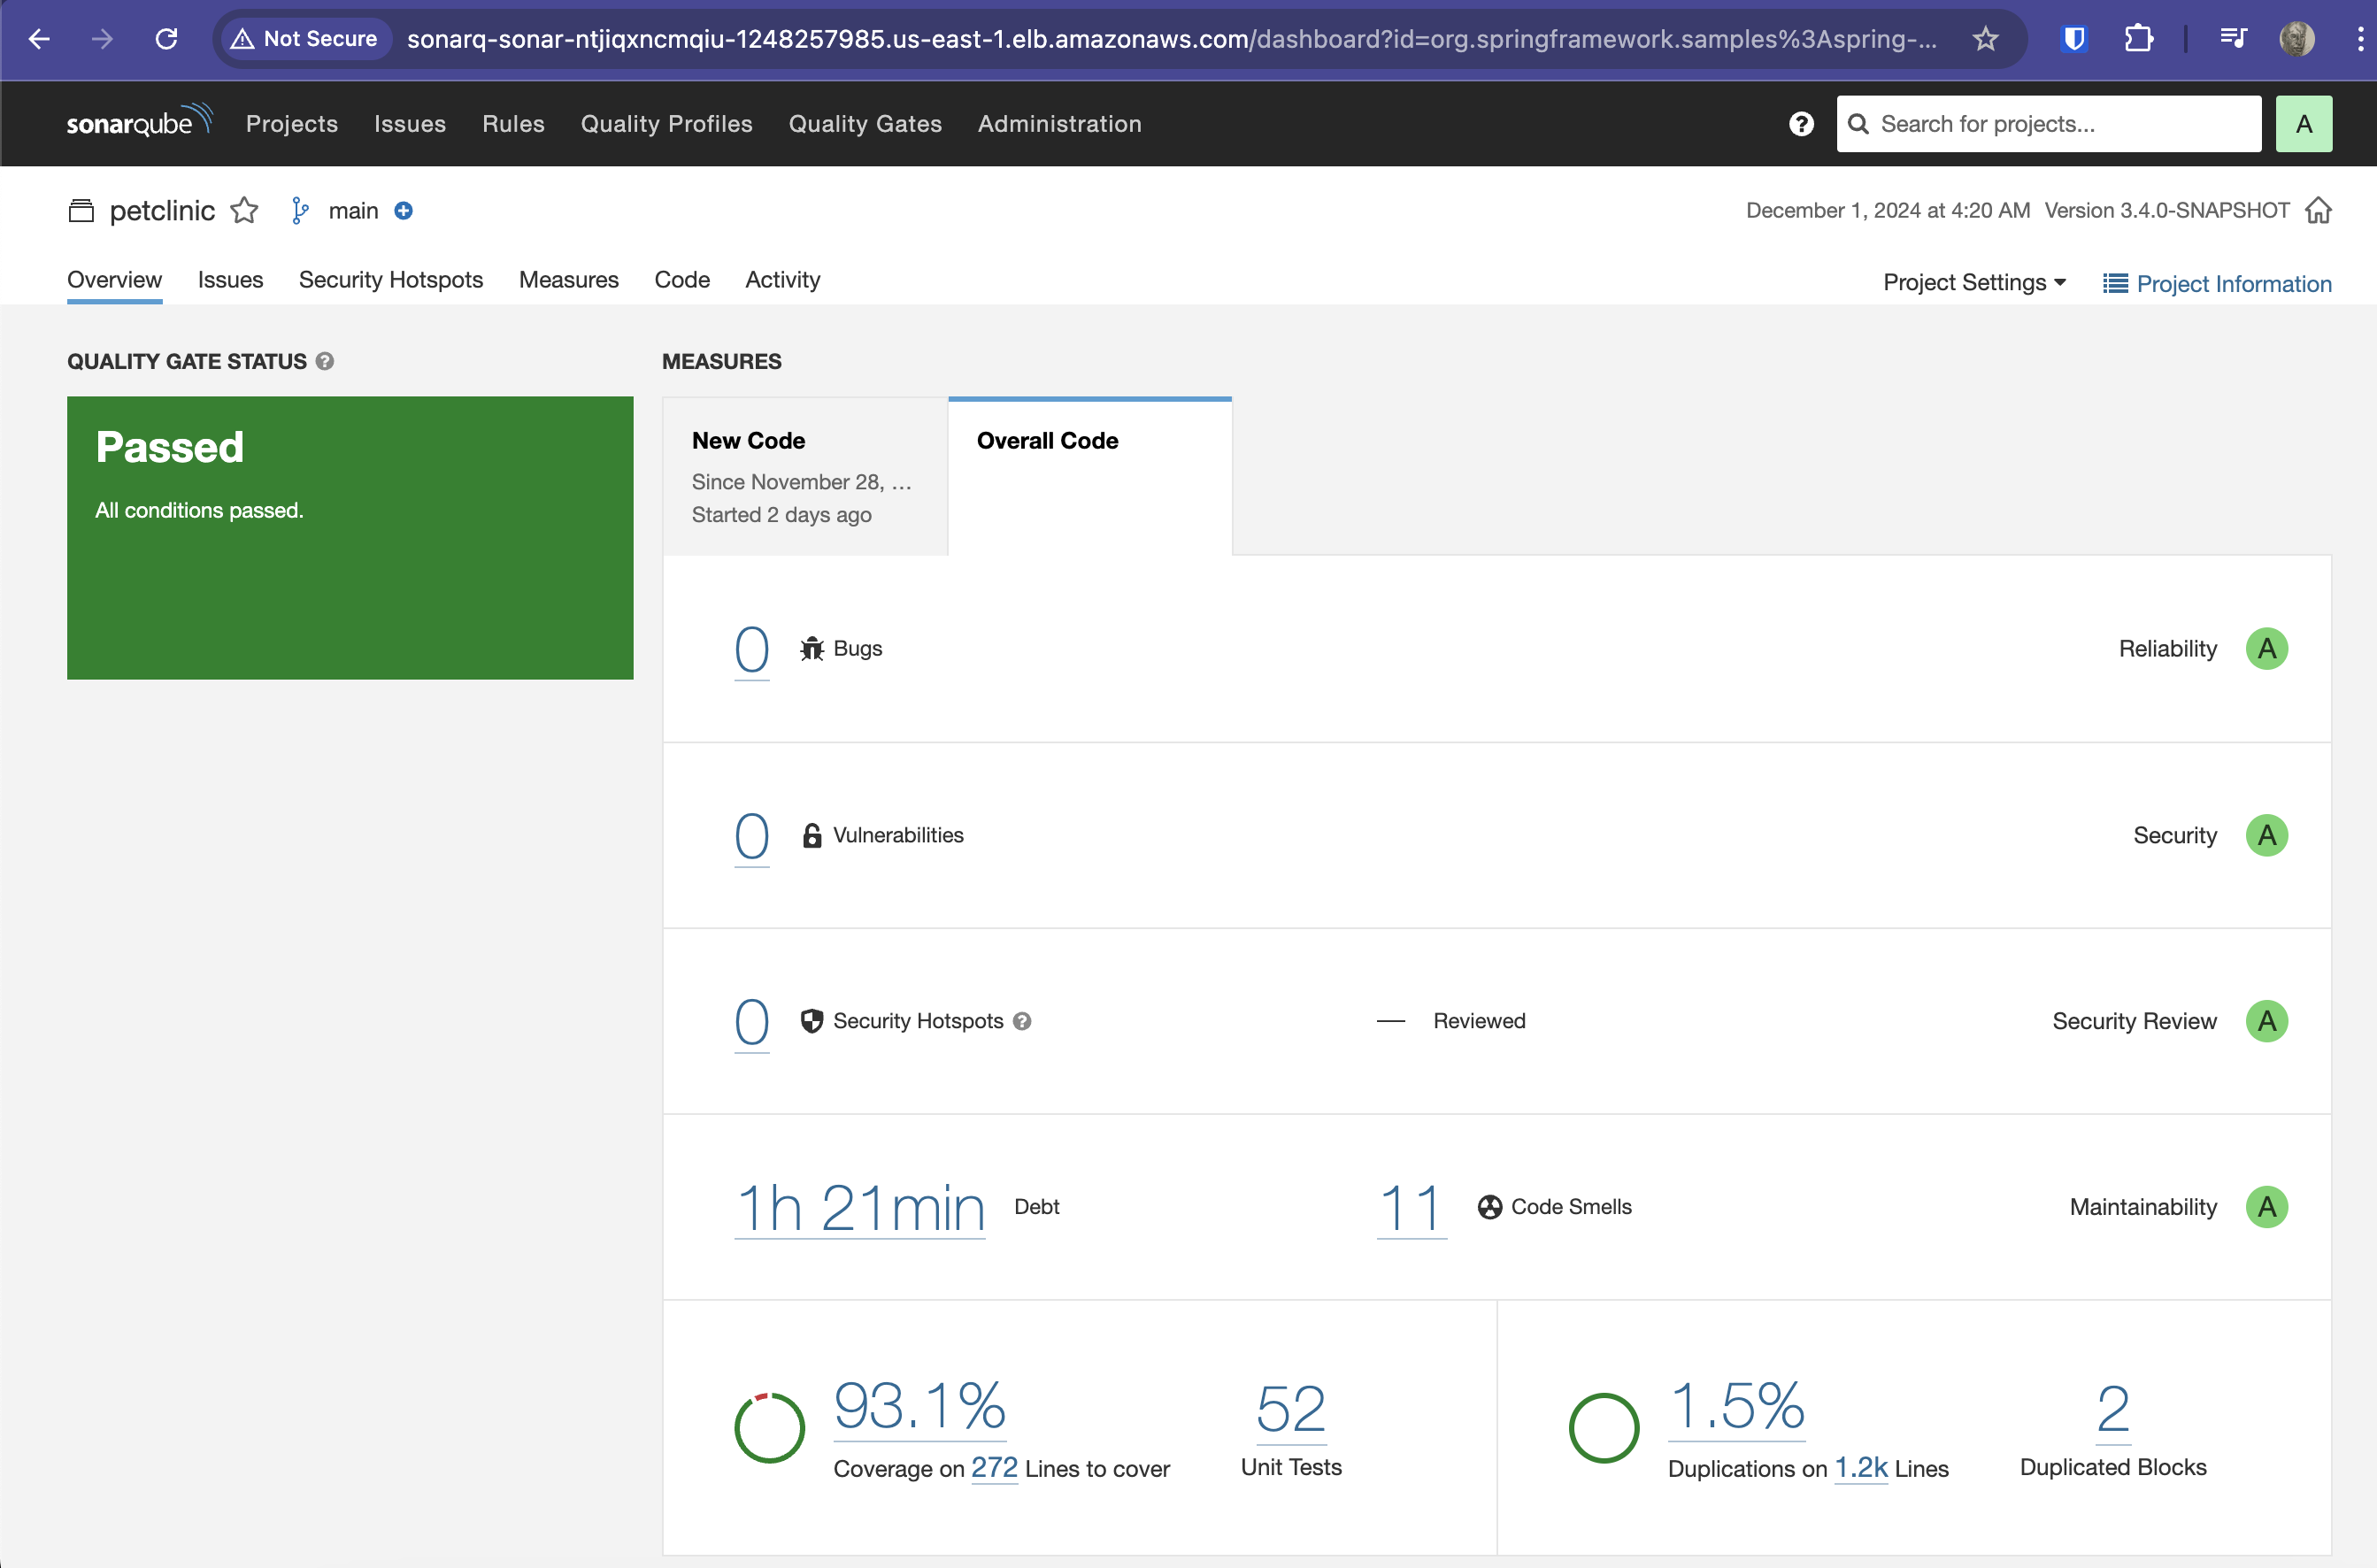 Not Secure sonarq-sonar-ntjiqxncmqiu-1248257985.us-east-1.elb.amazonaws.com/dashboard?id=org.springframework.samples%3Aspring-...
sonarqube Projects Issues Rules Quality Profiles Quality Gates Administration Search for projects... A
petclinic main December 1, 2024 at 4:20 AM Version 3.4.0-SNAPSHOT
Overview Issues Security Hotspots Measures Code Activity Project Settings Project Information
QUALITY GATE STATUS
Passed
All conditions passed.
MEASURES
New Code
Since November 28, ...
Started 2 days ago
Overall Code
0 Bugs Reliability A
0 Vulnerabilities Security A
0 Security Hotspots — Reviewed Security Review A
1h 21min Debt 11 Code Smells Maintainability A
93.1%
Coverage on 272 Lines to cover
52
Unit Tests
1.5%
Duplications on 1.2k Lines
2
Duplicated Blocks